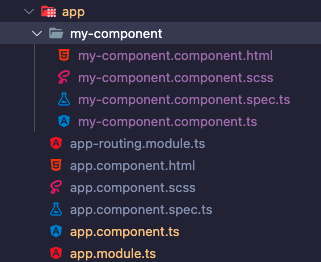 app
my-component
my-component.component.html
my-component.component.scss
my-component.component.spec.ts
my-component.component.ts
app-routing.module.ts
app.component.html
app.component.scss
app.component.spec.ts
app.component.ts
app.module.ts